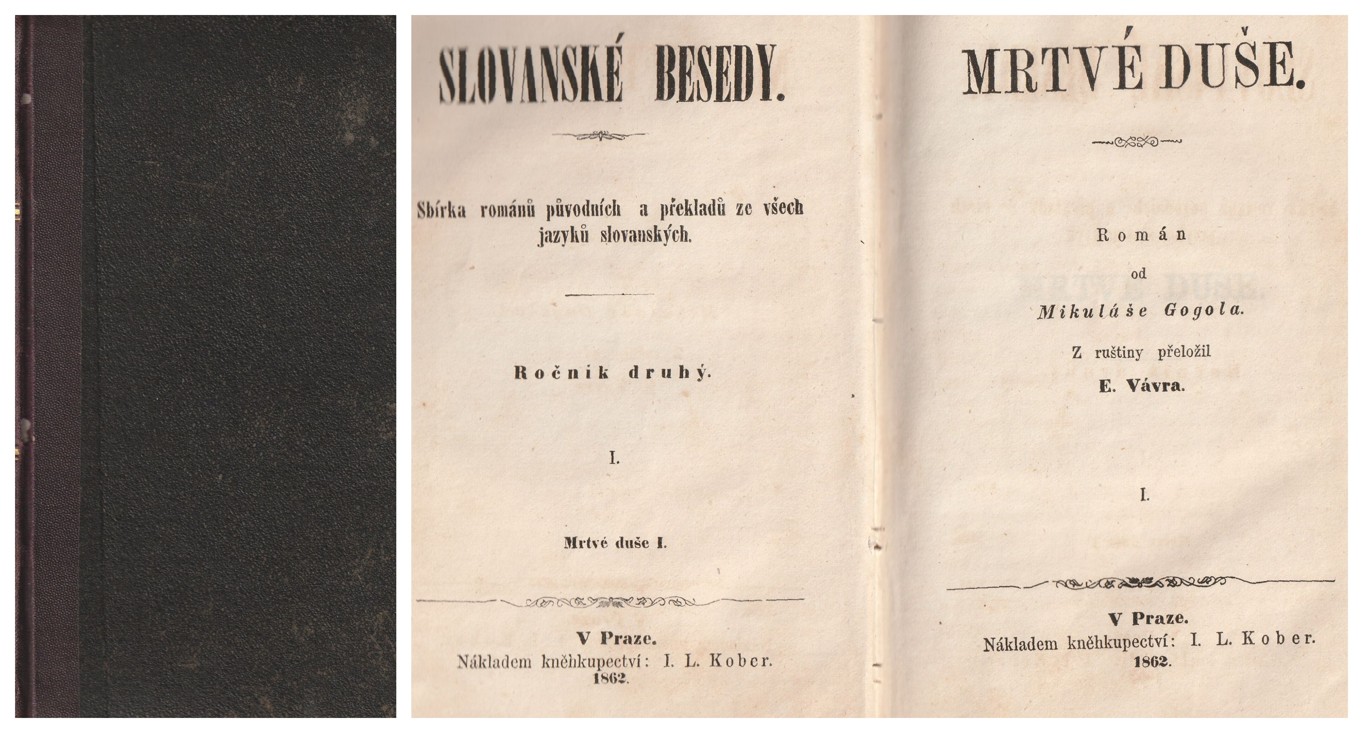 SLOVANSKÉ BESEDY.
Sbírka románů původních a překladů ze všech
jazyků slovanských.
Ročník druhý.
I.
Mrtvé duše I.
V Praze.
Nákladem kněhkupectví: I. L. Kober.
1862.
MRTVÉ DUŠE.
Román
od
Mikuláše Gogola.
Z ruštiny přeložil
E. Vávra.
I.
V Praze.
Nákladem kněhkupectví: I. L. Kober.
1862.